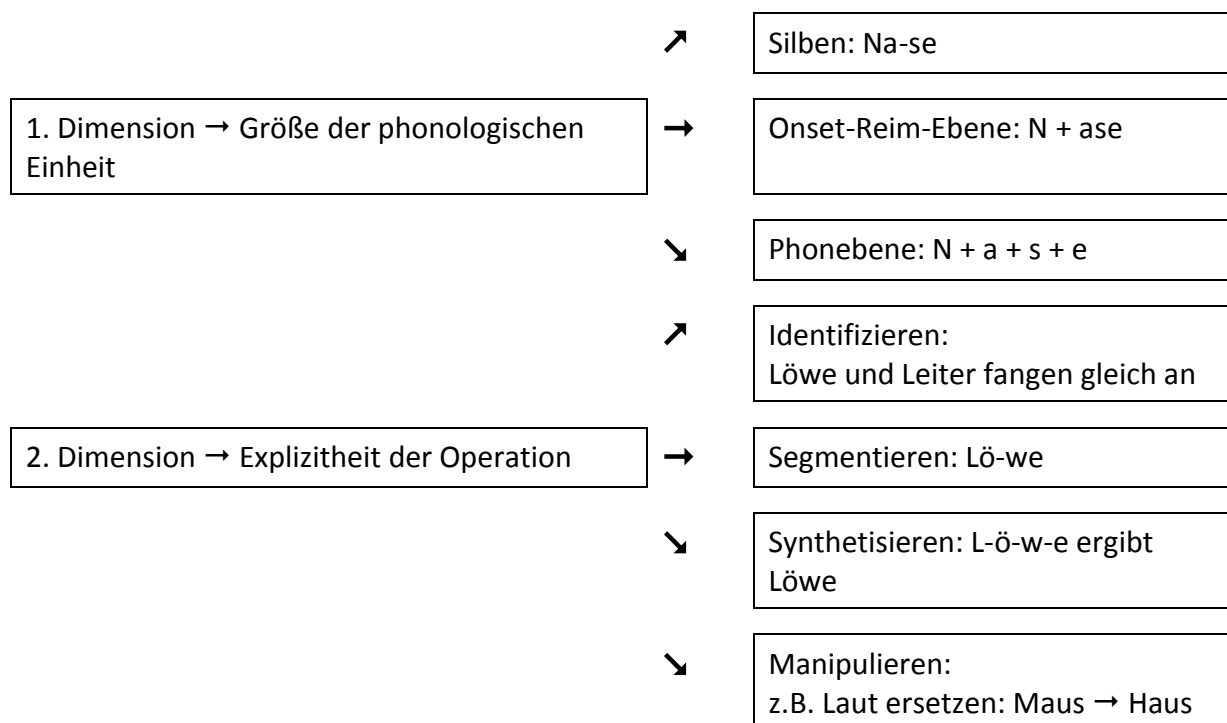 ➚ Silben: Na-se
1. Dimension → Größe der phonologischen
Einheit
➞ Onset-Reim-Ebene: N + ase
➘ Phonebene: N + a + s + e
➚ Identifizieren:
Löwe und Leiter fangen gleich an
2. Dimension → Explizitheit der Operation
➞ Segmentieren: Lö-we
➘ Synthetisieren: L-ö-w-e ergibt
Löwe
➘ Manipulieren:
z.B. Laut ersetzen: Maus → Haus